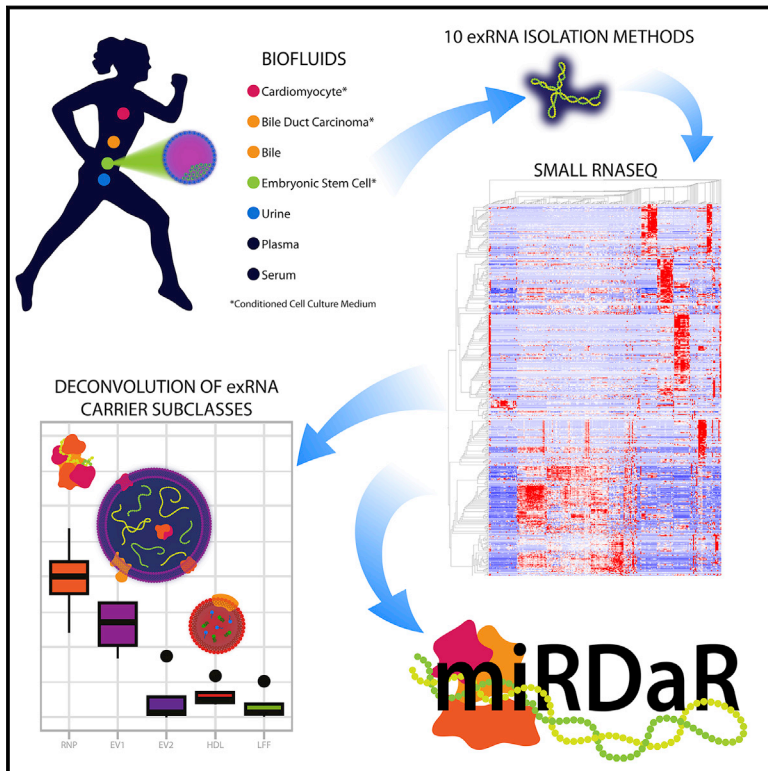 10 exRNA ISOLATION METHODS
BIOFLUIDS
Cardiomyocyte*
Bile Duct Carcinoma*
Bile
Embryonic Stem Cell*
Urine
Plasma
Serum
*Conditioned Cell Culture Medium
SMALL RNASEQ
DECONVOLUTION OF exRNA
CARRIER SUBCLASSES
RNP EV1 EV2 HDL LFF
miRDaR